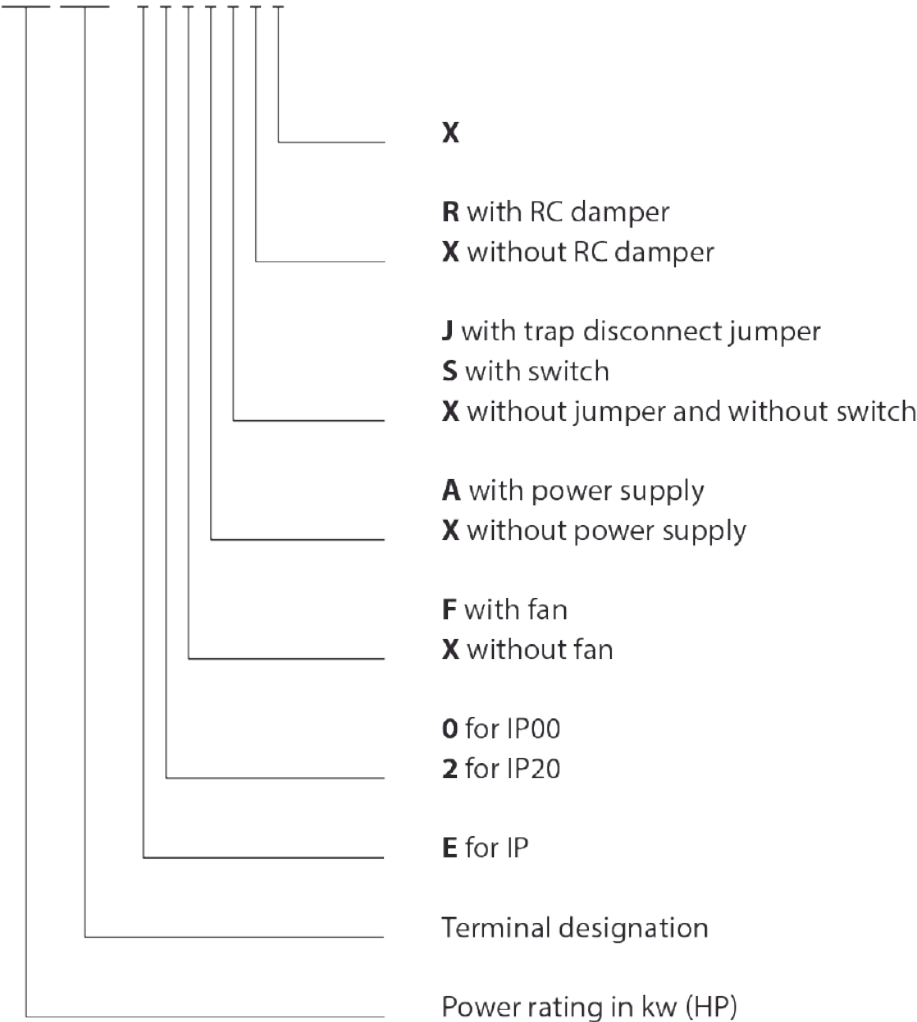 X
R with RC damper
X without RC damper
J with trap disconnect jumper
S with switch
X without jumper and without switch
A with power supply
X without power supply
F with fan
X without fan
0 for IP00
2 for IP20
E for IP
Terminal designation
Power rating in kw (HP)